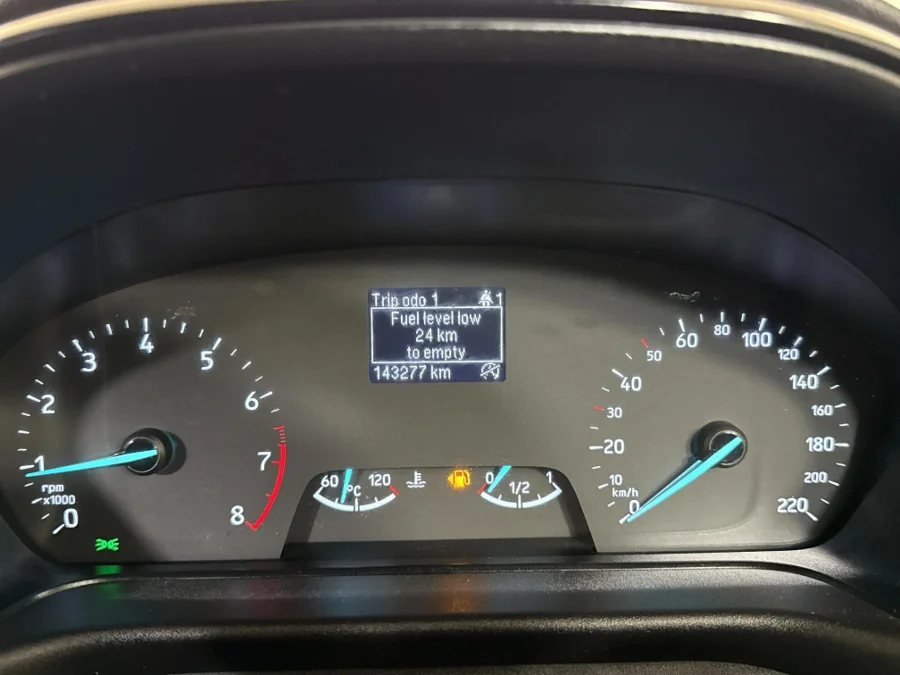 Trip odo 1 1
Fuel level low
24 km
to empty
143277 km
0
1
2
3
4
5
6
7
8
rpm
x1000
60 °C 120
0 1/2 1
0
10
20
30
40
50
60
80
100
120
140
160
180
200
220
km/h